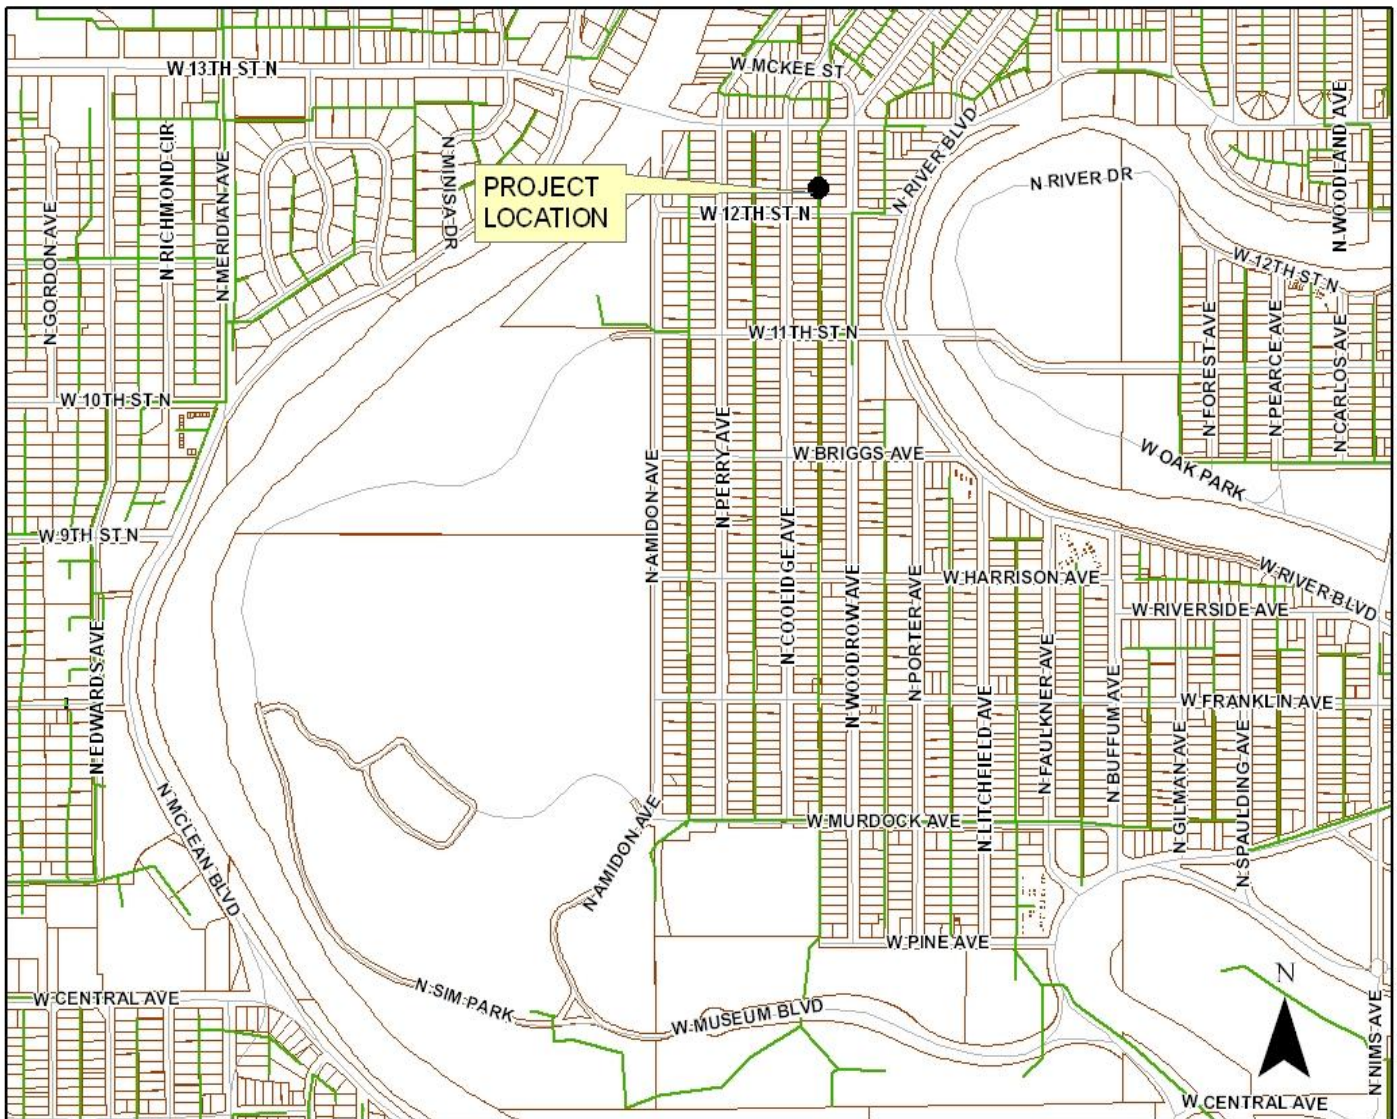 W 13TH ST N
W MCKEE ST
N RIVER BLVD
N WOODLAND AVE
N RICHMOND CIR
N MERIDIAN AVE
N MINISA DR
PROJECT
LOCATION
N RIVER DR
W 12TH ST N
N GORDON AVE
W 12TH ST N
W 11TH ST N
N FOREST AVE
N PEARCE AVE
N CARLOS AVE
W 10TH ST N
N PERRY AVE
W BRIGGS AVE
W OAK PARK
N AMIDON AVE
W 9TH ST N
N COOLIDGE AVE
N WOODROW AVE
N PORTER AVE
W HARRISON AVE
W RIVER BLVD
W RIVERSIDE AVE
N EDWARDS AVE
N FAULKNER AVE
N BUFFUM AVE
W FRANKLIN AVE
N LITCHFIELD AVE
N GILMAN AVE
N SPAULDING AVE
N MCLEAN BLVD
W MURDOCK AVE
N AMIDON AVE
W PINE AVE
N
W CENTRAL AVE
N SIM PARK
W MUSEUM BLVD
N NIMS AVE
W CENTRAL AVE